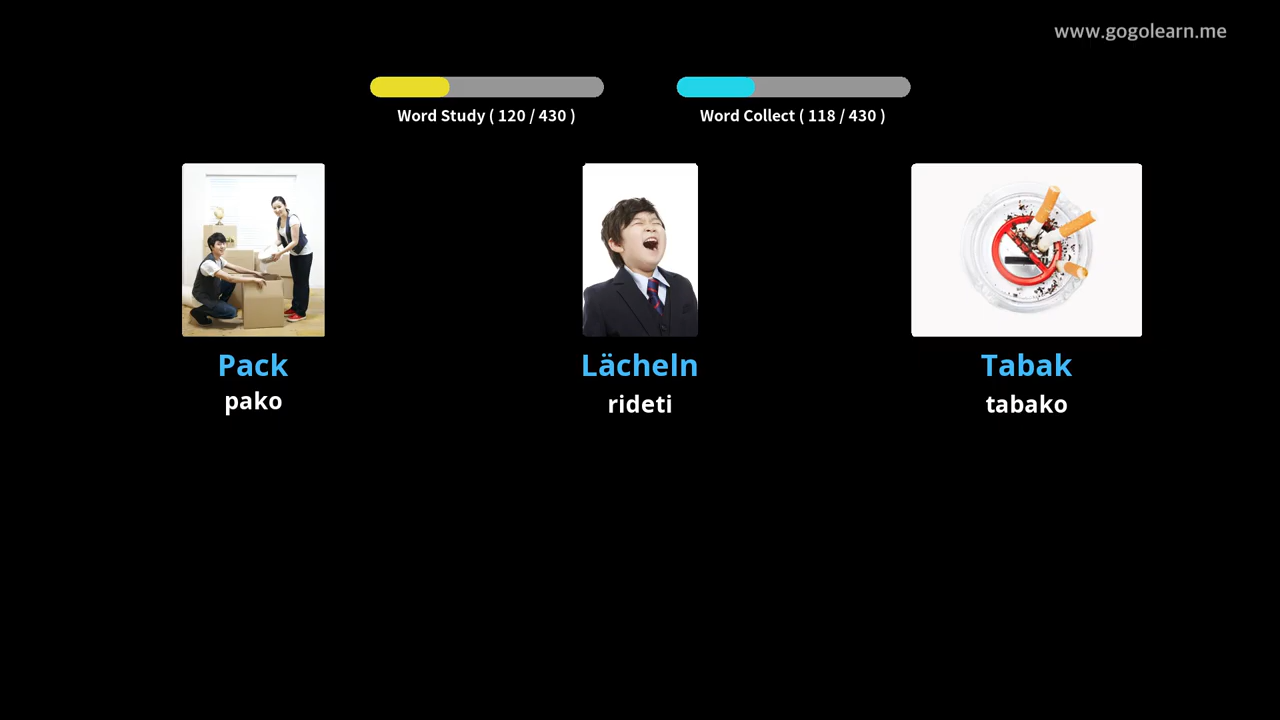 www.gogolearn.me
Word Study ( 120 / 430 )
Word Collect ( 118 / 430 )
Pack
pako
Lächeln
rideti
Tabak
tabako